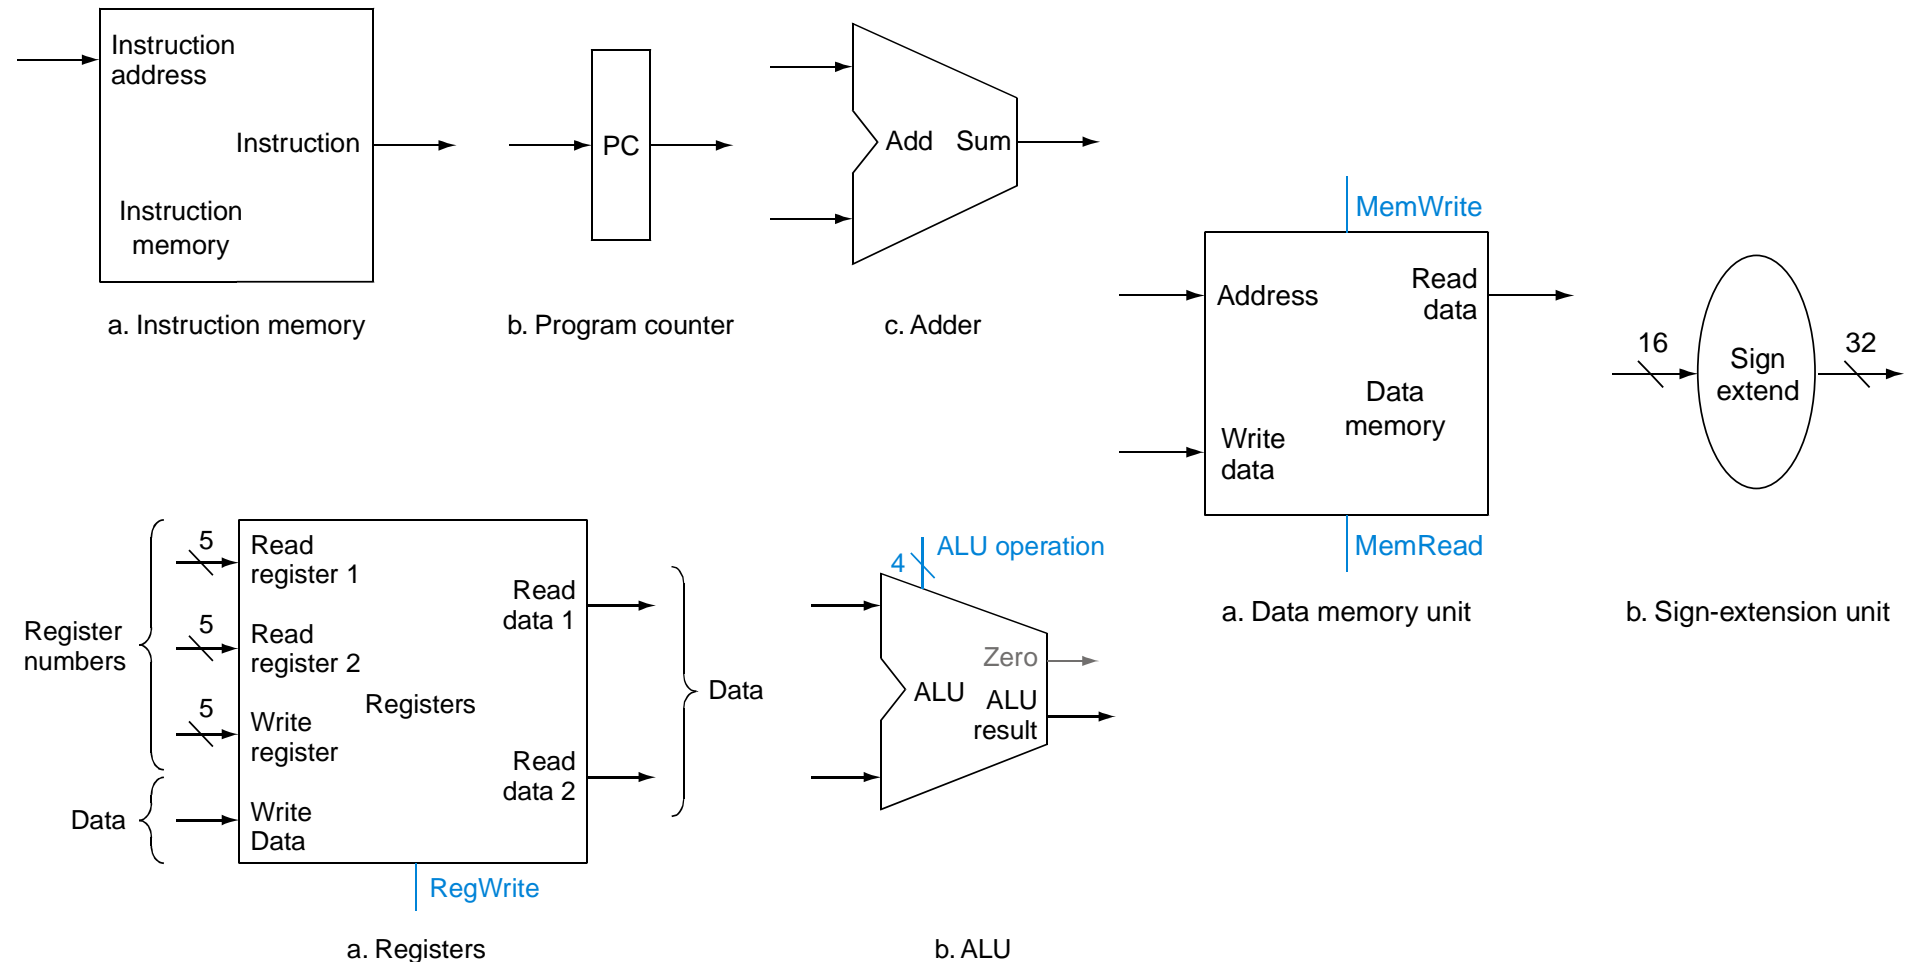 Instruction
address
Instruction
Instruction
memory
a. Instruction memory
PC
b. Program counter
Add Sum
c. Adder
MemWrite
Address
Read
data
Data
memory
Write
data
MemRead
a. Data memory unit
16
Sign
extend
32
b. Sign-extension unit
Register
numbers
5
5
5
Data
Read
register 1
Read
register 2
Registers
Write
register
Write
Data
Read
data 1
Read
data 2
Data
RegWrite
a. Registers
4
ALU operation
Zero
ALU
ALU
result
b. ALU